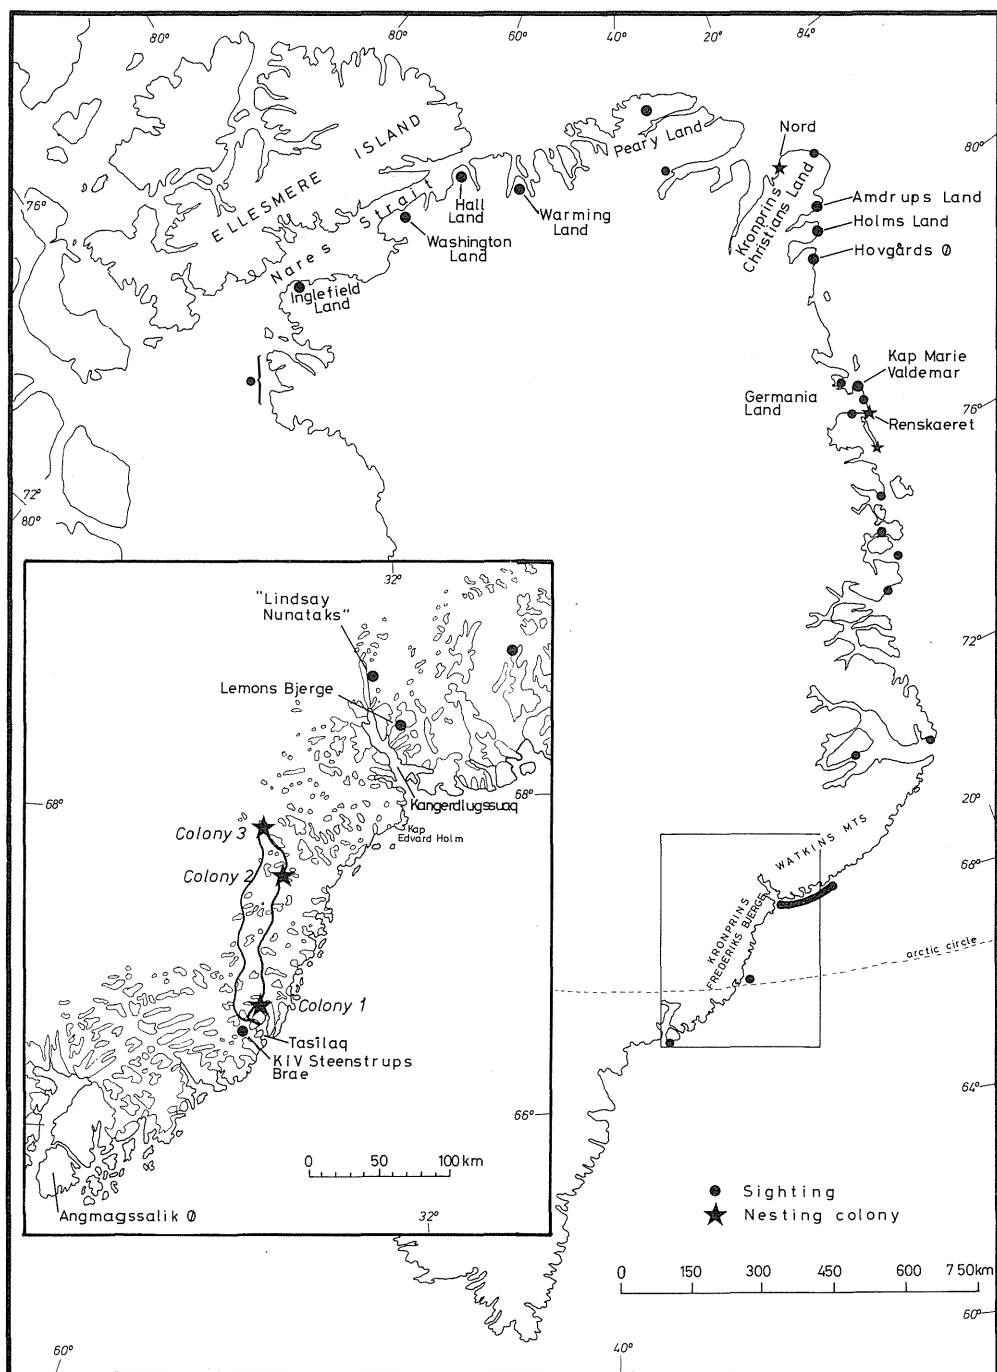 80°
80°
60°
40°
20°
84°
ELLESMERE
ISLAND
Nares Strait
Peary Land
Nord
80°
Kronprins
Christians Land
Hall
Land
Warming
Land
Washington
Land
Amdrups Land
Holms Land
Hovgårds Ø
76°
Inglefield
Land
Kap Marie
Valdemar
Germania
Land
76°
Renskaeret
72°
80°
32°
"Lindsay
Nunataks"
Lemons Bjerge
72°
68°
68°
Kangerdlugssuaq
Kap
Edvard Holm
Colony 3
Colony 2
Colony 1
Tasîlaq
KIV Steenstrups
Brae
66°
0 50 100 km
Angmagssalik Ø
32°
20°
WATKINS MTS
68°
KRONPRINS
FREDERIKS BJERGE
arctic circle
64°
Sighting
Nesting colony
0 150 300 450 600 750km
60°
60°
40°